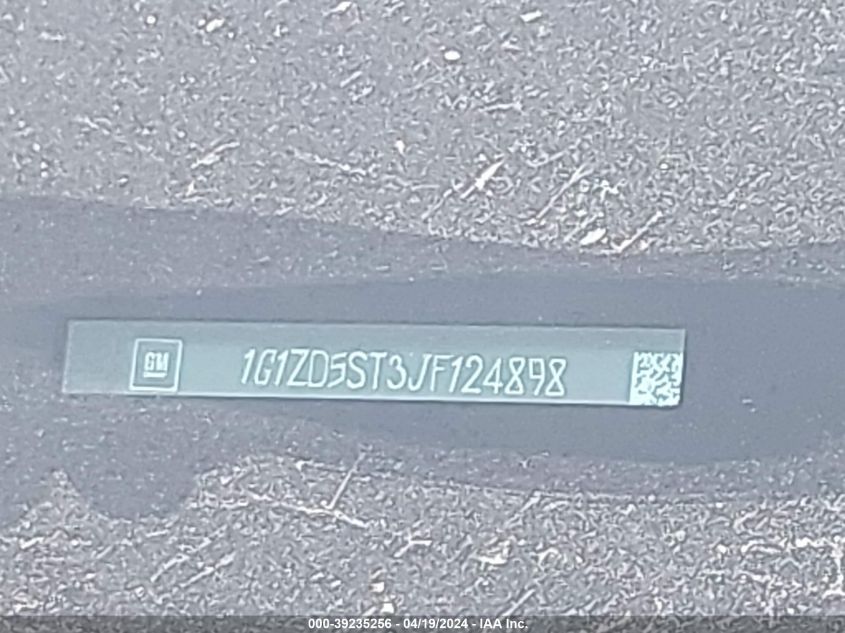 GM 1G1ZD5ST3JF124898
000-39235256 - 04/19/2024 - IAA Inc.